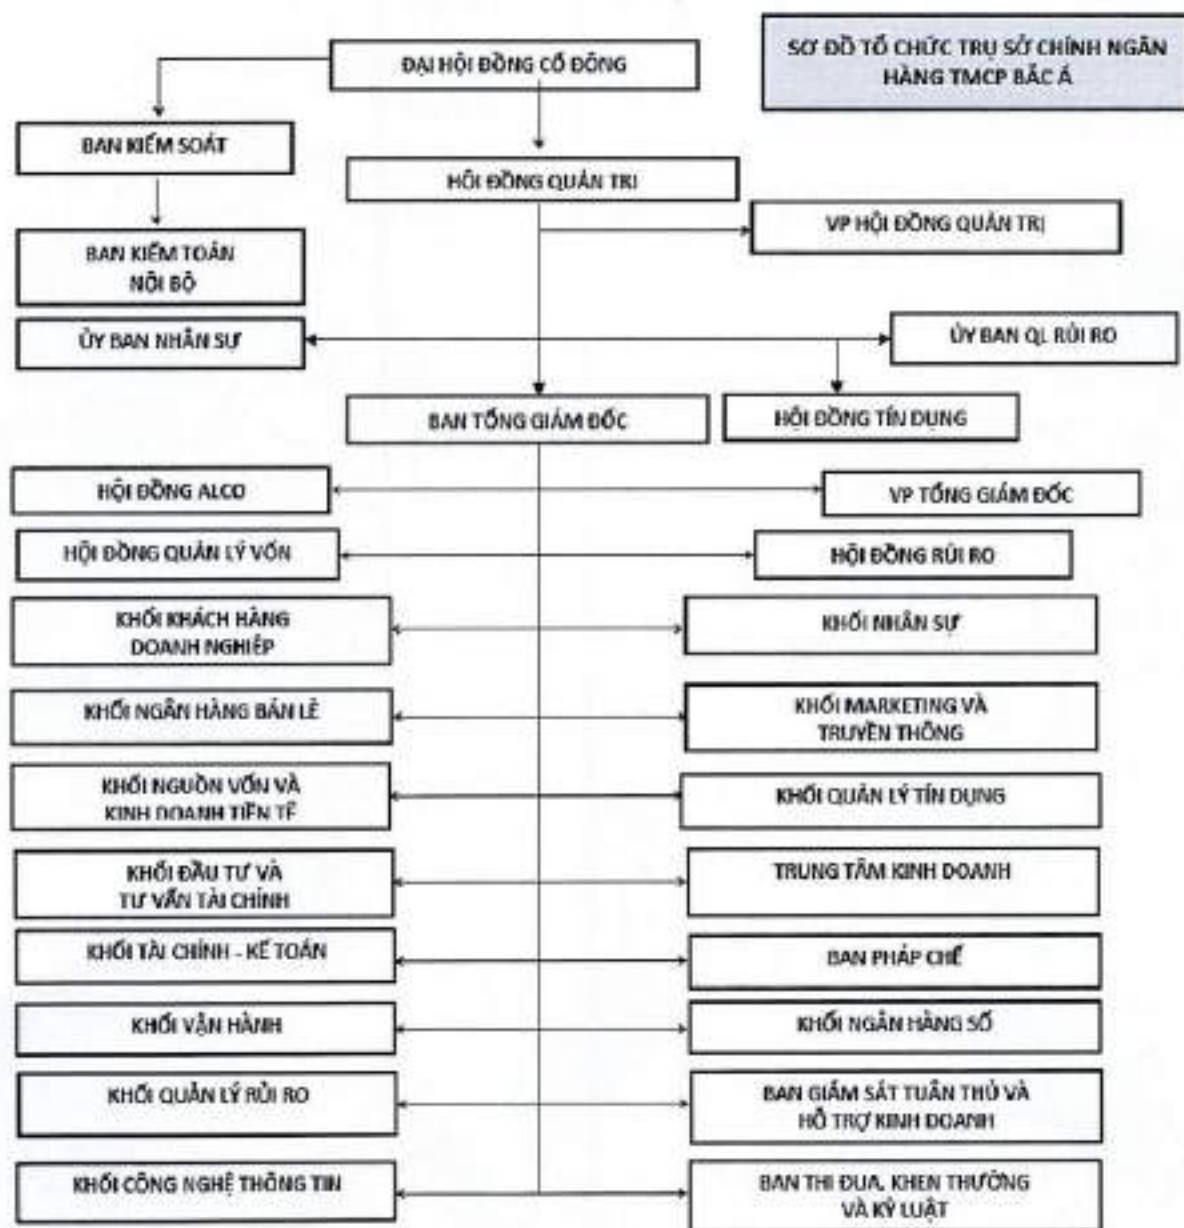 SƠ ĐỒ TỔ CHỨC TRỤ SỞ CHÍNH NGÂN
HÀNG TMCP BẮC Á
ĐẠI HỘI ĐỒNG CỔ ĐÔNG
BAN KIỂM SOÁT
HỘI ĐỒNG QUẢN TRỊ
VP HỘI ĐỒNG QUẢN TRỊ
BAN KIỂM TOÁN
NỘI BỘ
ỦY BAN NHÂN SỰ
ỦY BAN QL RỦI RO
BAN TỔNG GIÁM ĐỐC
HỘI ĐỒNG TÍN DỤNG
HỘI ĐỒNG ALCO
VP TỔNG GIÁM ĐỐC
HỘI ĐỒNG QUẢN LÝ VỐN
HỘI ĐỒNG RỦI RO
KHỐI KHÁCH HÀNG
DOANH NGHIỆP
KHỐI NHÂN SỰ
KHỐI NGÂN HÀNG BÁN LẺ
KHỐI MARKETING VÀ
TRUYỀN THÔNG
KHỐI NGUỒN VỐN VÀ
KINH DOANH TIỀN TỆ
KHỐI QUẢN LÝ TÍN DỤNG
KHỐI ĐẦU TƯ VÀ
TƯ VẤN TÀI CHÍNH
TRUNG TÂM KINH DOANH
KHỐI TÀI CHÍNH - KẾ TOÁN
BAN PHÁP CHẾ
KHỐI VẬN HÀNH
KHỐI NGÂN HÀNG SỐ
KHỐI QUẢN LÝ RỦI RO
BAN GIÁM SÁT TUÂN THỦ VÀ
HỖ TRỢ KINH DOANH
KHỐI CÔNG NGHỆ THÔNG TIN
BAN THI ĐUA, KHEN THƯỞNG
VÀ KỶ LUẬT